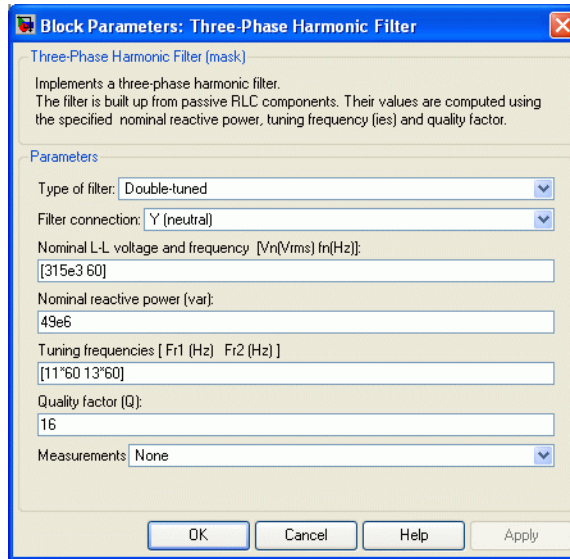 Block Parameters: Three-Phase Harmonic Filter
Three-Phase Harmonic Filter (mask)
Implements a three-phase harmonic filter.
The filter is built up from passive RLC components. Their values are computed using
the specified nominal reactive power, tuning frequency (ies) and quality factor.
Parameters
Type of filter: Double-tuned
Filter connection: Y (neutral)
Nominal L-L voltage and frequency [Vn(Vrms) fn(Hz)]:
[315e3 60]
Nominal reactive power (var):
49e6
Tuning frequencies [ Fr1 (Hz) Fr2 (Hz) ]
[11*60 13*60]
Quality factor (Q):
16
Measurements None
OK Cancel Help Apply